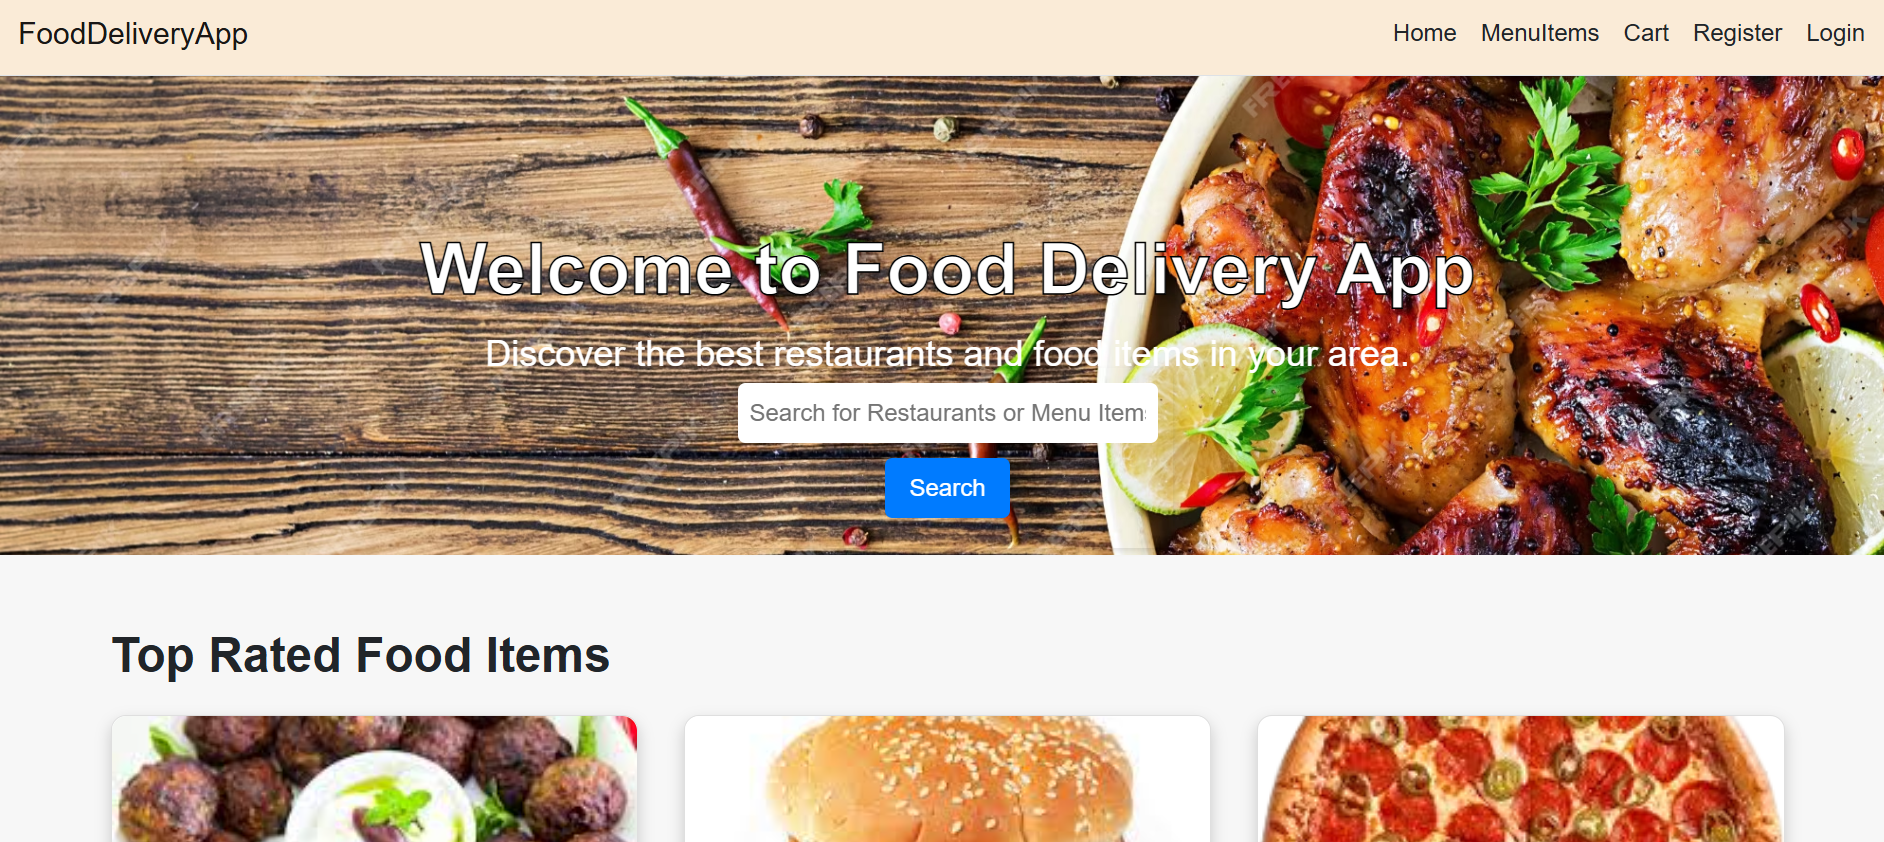 FoodDeliveryApp
Home MenuItems Cart Register Login
Welcome to Food Delivery App
Discover the best restaurants and food items in your area.
Search for Restaurants or Menu Item
Search
Top Rated Food Items